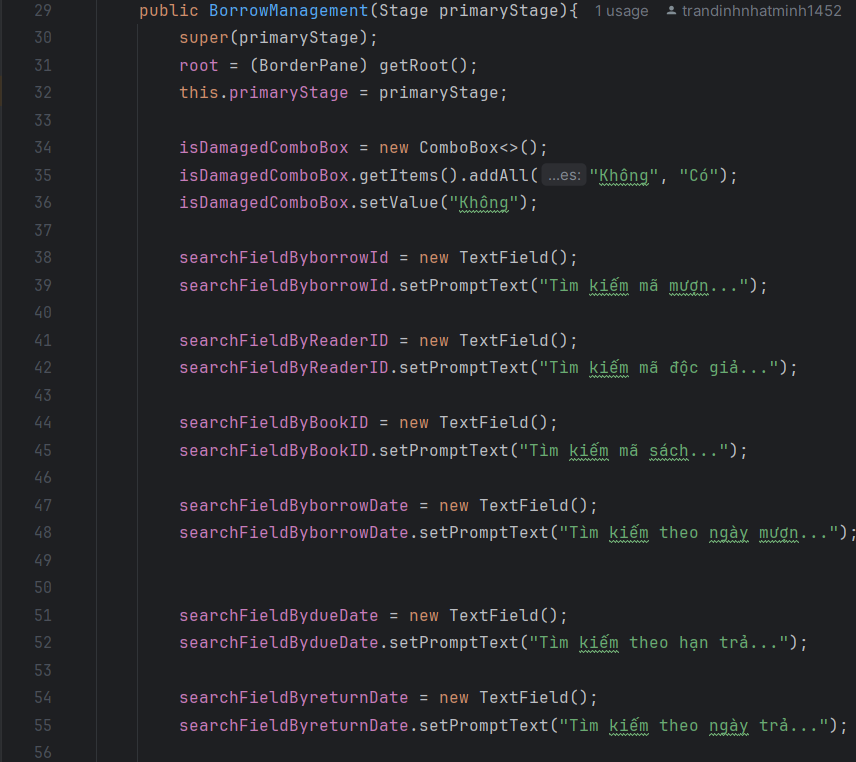 29 public BorrowManagement(Stage primaryStage){ 1 usage trandinhnhatminh1452
30 super(primaryStage);
31 root = (BorderPane) getRoot();
32 this.primaryStage = primaryStage;
33
34 isDamagedComboBox = new ComboBox<>();
35 isDamagedComboBox.getItems().addAll( ...es: "Không", "Có");
36 isDamagedComboBox.setValue("Không");
37
38 searchFieldByborrowId = new TextField();
39 searchFieldByborrowId.setPromptText("Tìm kiếm mã mượn...");
40
41 searchFieldByReaderID = new TextField();
42 searchFieldByReaderID.setPromptText("Tìm kiếm mã độc giả...");
43
44 searchFieldByBookID = new TextField();
45 searchFieldByBookID.setPromptText("Tìm kiếm mã sách...");
46
47 searchFieldByborrowDate = new TextField();
48 searchFieldByborrowDate.setPromptText("Tìm kiếm theo ngày mượn...");
49
50
51 searchFieldBydueDate = new TextField();
52 searchFieldBydueDate.setPromptText("Tìm kiếm theo hạn trả...");
53
54 searchFieldByreturnDate = new TextField();
55 searchFieldByreturnDate.setPromptText("Tìm kiếm theo ngày trả...");
56